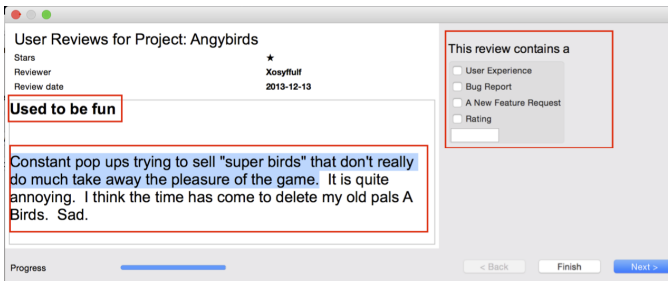 User Reviews for Project: Angybirds
Stars ★
Reviewer Xosyffulf
Review date 2013-12-13
Used to be fun
Constant pop ups trying to sell "super birds" that don't really
do much take away the pleasure of the game. It is quite
annoying. I think the time has come to delete my old pals A
Birds. Sad.
This review contains a
User Experience
Bug Report
A New Feature Request
Rating
Progress
< Back Finish Next >